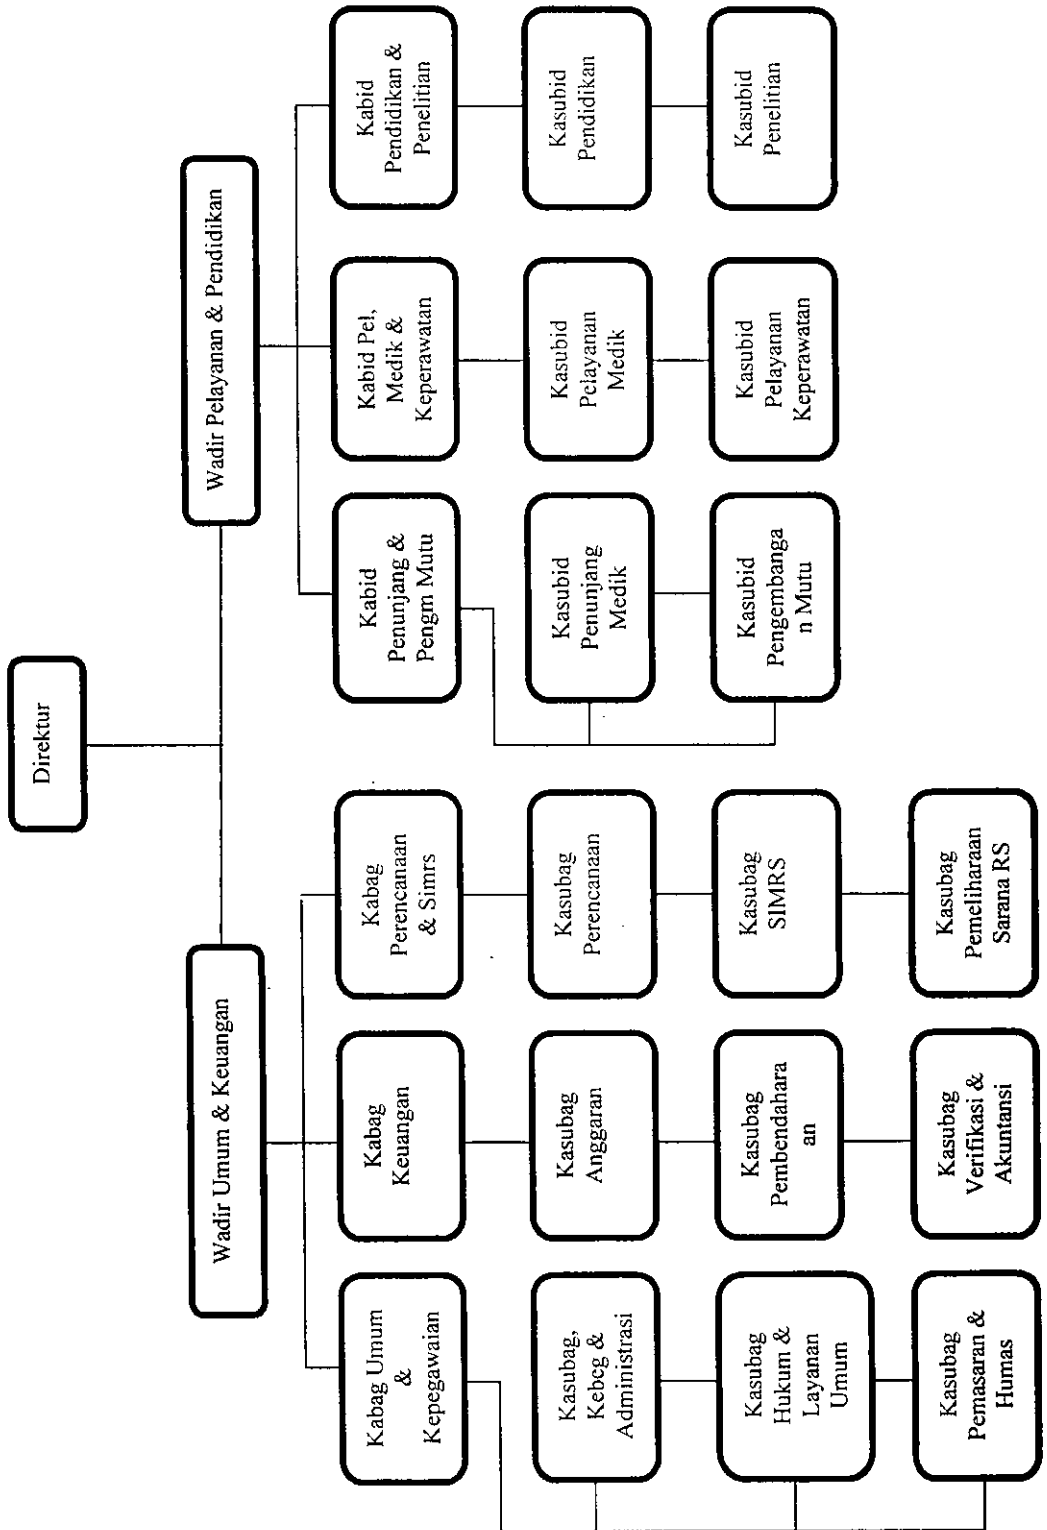 Direktur
Wadir Umum & Keuangan
Wadir Pelayanan & Pendidikan
Kabag Umum
&
Kepegawaian
Kabag
Keuangan
Kabag
Perencanaan
& Simrs
Kabid
Penunjang &
Pengm Mutu
Kabid Pel,
Medik &
Keperawatan
Kabid
Pendidikan &
Penelitian
Kasubag,
Kebcg &
Administrasi
Kasubag
Anggaran
Kasubag
Perencanaan
Kasubid
Penunjang
Medik
Kasubid
Pelayanan
Medik
Kasubid
Pendidikan
Kasubag
Hukum &
Layanan
Umum
Kasubag
Pembendahara
an
Kasubag
SIMRS
Kasubid
Pengembanga
n Mutu
Kasubid
Pelayanan
Keperawatan
Kasubid
Penelitian
Kasubag
Pemasaran &
Humas
Kasubag
Verifikasi &
Akuntansi
Kasubag
Pemeliharaan
Sarana RS